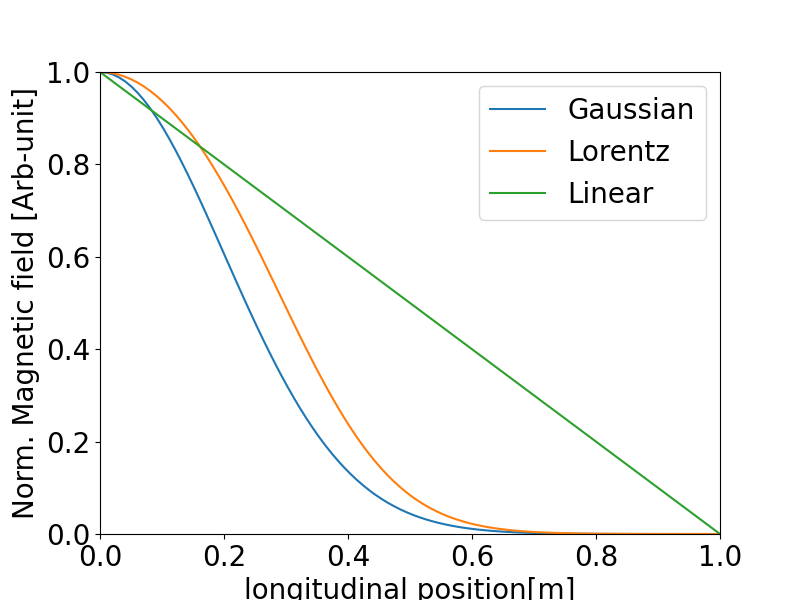 Norm. Magnetic field [Arb-unit]
1.0
0.8
0.6
0.4
0.2
0.0
Gaussian
Lorentz
Linear
0.0 0.2 0.4 0.6 0.8 1.0
longitudinal position[m]